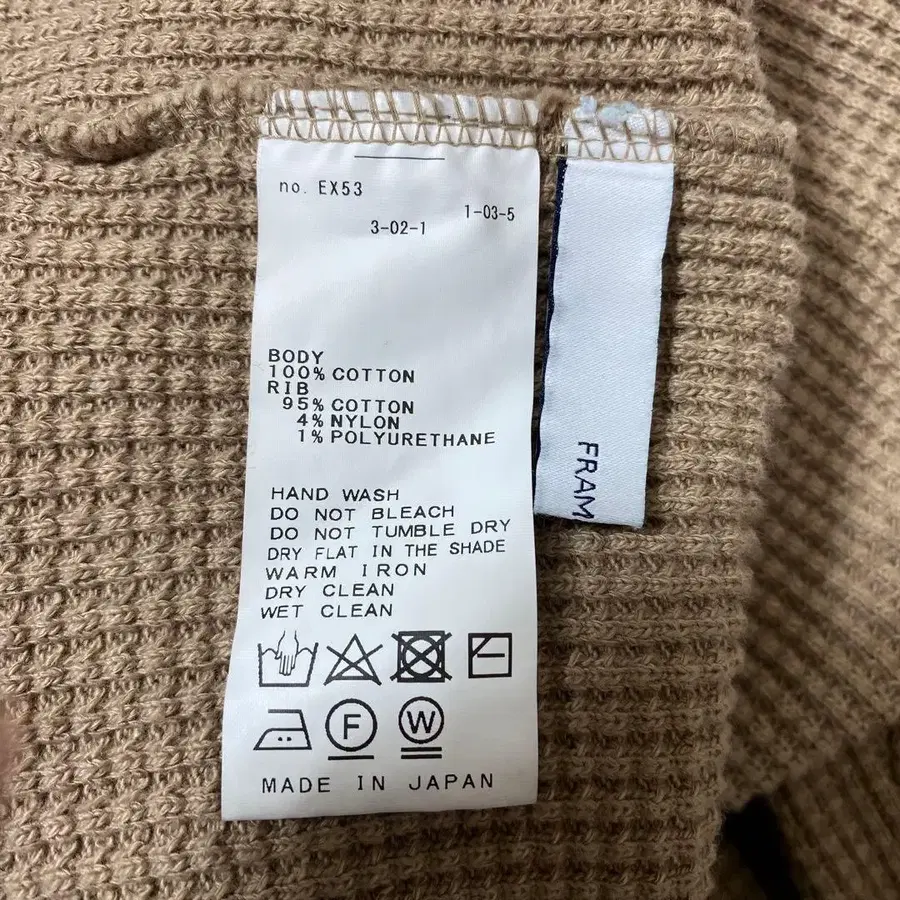 no. EX53
1-03-5
3-02-1
BODY
100% COTTON
RIB
95% COTTON
4% NYLON
1% POLYURETHANE
HAND WASH
DO NOT BLEACH
DO NOT TUMBLE DRY
DRY FLAT IN THE SHADE
WARM IRON
DRY CLEAN
WET CLEAN
F W
MADE IN JAPAN
FRAM